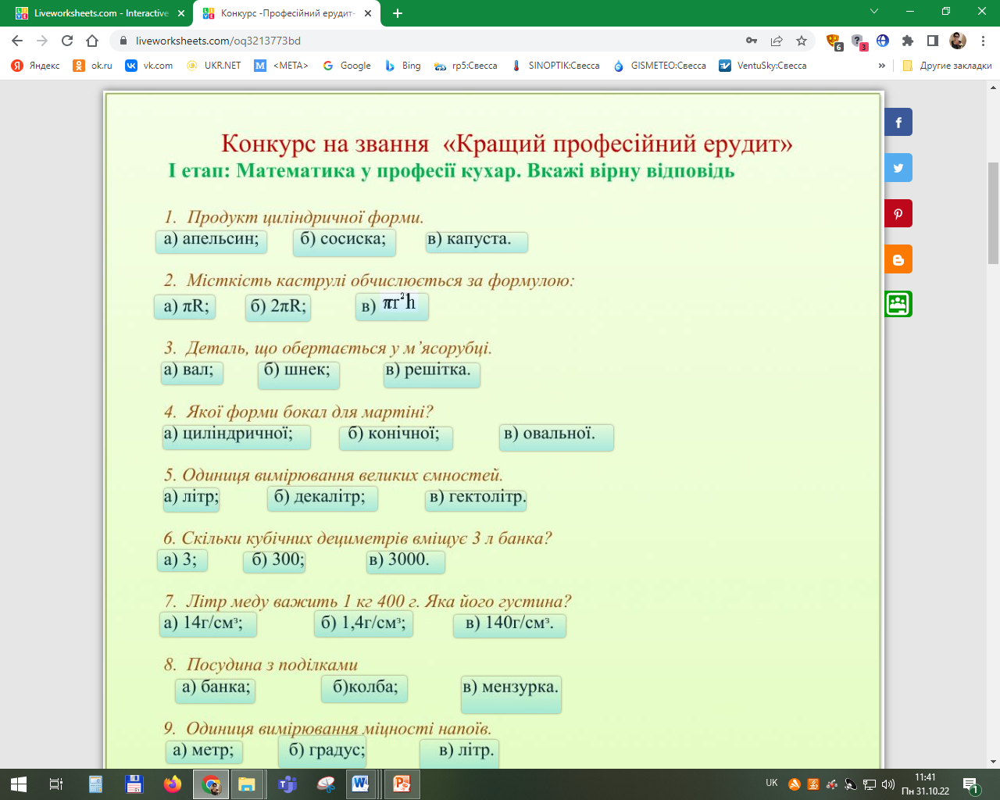 Liveworksheets.com - Interactive
Конкурс -Професійний ерудит-
liveworksheets.com/oq3213773bd
6
3
Яндекс ok.ru vk.com UKR.NET <META> Google Bing rp5:Свесса SINOPTIK:Свесса GISMETEO:Свесса VentuSky:Свесса » Другие закладки
Конкурс на звання «Кращий професійний ерудит»
І етап: Математика у професії кухар. Вкажі вірну відповідь
1. Продукт циліндричної форми.
а) апельсин; б) сосиска; в) капуста.
2. Місткість каструлі обчислюється за формулою:
а) πR; б) 2πR; в) πr²h
3. Деталь, що обертається у м’ясорубці.
а) вал; б) шнек; в) решітка.
4. Якої форми бокал для мартіні?
а) циліндричної; б) конічної; в) овальної.
5. Одиниця вимірювання великих ємностей.
а) літр; б) декалітр; в) гектолітр.
6. Скільки кубічних дециметрів вміщує 3 л банка?
а) 3; б) 300; в) 3000.
7. Літр меду важить 1 кг 400 г. Яка його густина?
а) 14г/см³; б) 1,4г/см³; в) 140г/см³.
8. Посудина з поділками
а) банка; б)колба; в) мензурка.
9. Одиниця вимірювання міцності напоїв.
а) метр; б) градус; в) літр.
UK
11:41
Пн 31.10.22
1